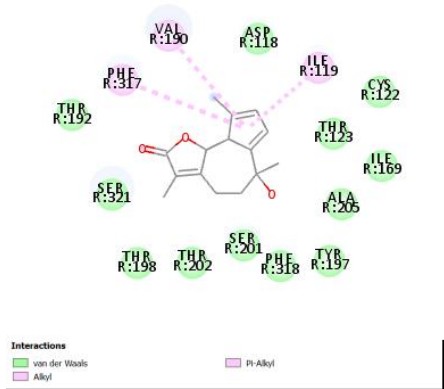 VAL
R:190
ASP
R:118
PHE
R:317
ILE
R:119
CYS
R:122
THR
R:192
THR
R:123
ILE
R:169
O
O
SER
R:321
ALA
R:205
O
SER
R:201
THR
R:198
THR
R:202
PHE
R:318
TYR
R:197
Interactions
van der Waals
Alkyl
Pi-Alkyl